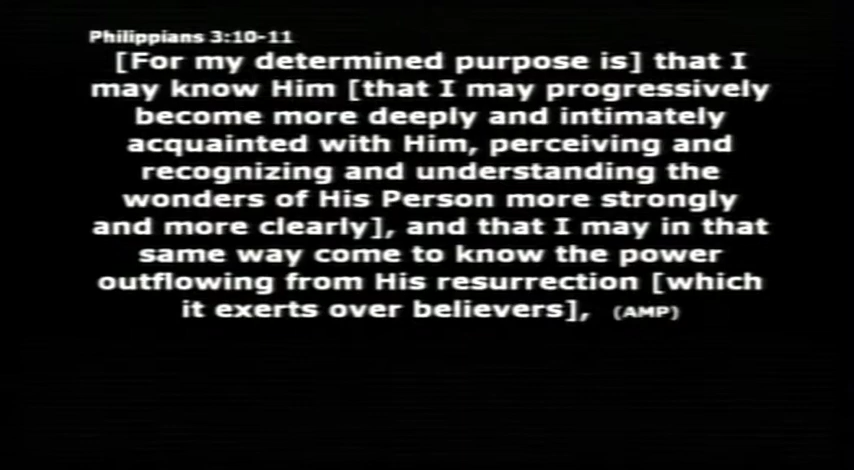 Philippians 3:10-11
[For my determined purpose is] that I
may know Him [that I may progressively
become more deeply and intimately
acquainted with Him, perceiving and
recognizing and understanding the
wonders of His Person more strongly
and more clearly], and that I may in that
same way come to know the power
outflowing from His resurrection [which
it exerts over believers], (AMP)